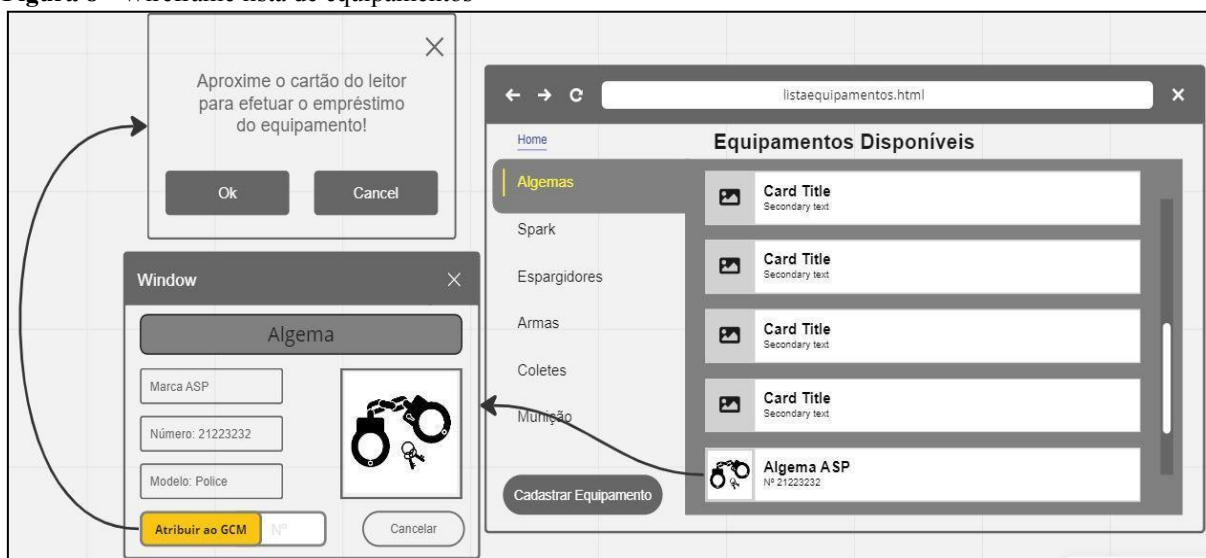 Figura 8 - Wireframe lista de equipamentos
Aproxime o cartão do leitor
para efetuar o empréstimo
do equipamento!
Ok
Cancel
Window
Algema
Marca ASP
Número: 21223232
Modelo: Police
Atribuir ao GCM
Nº
Cancelar
listaequipamentos.html
Home
Equipamentos Disponíveis
Algemas
Spark
Espargidores
Armas
Coletes
Munição
Cadastrar Equipamento
Card Title
Secondary text
Card Title
Secondary text
Card Title
Secondary text
Card Title
Secondary text
Algema ASP
Nº 21223232